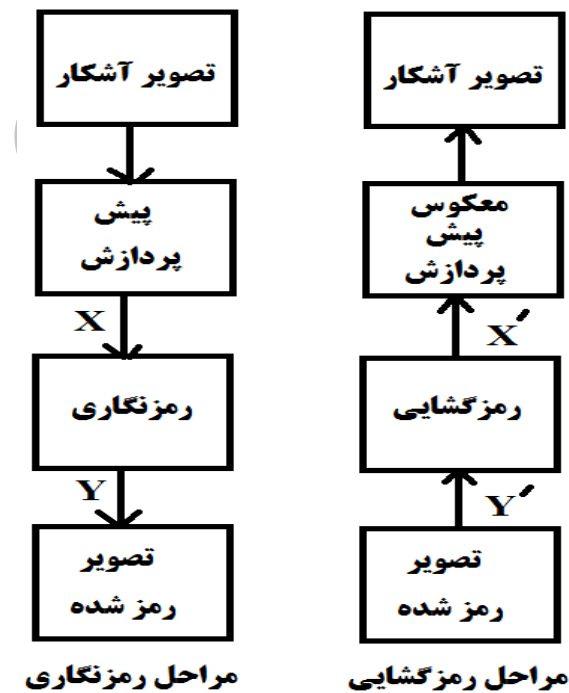 تصویر آشکار
پیش
پردازش
X
رمزنگاری
Y
تصویر
رمز شده
مراحل رمزنگاری
تصویر آشکار
معکوس
پیش
پردازش
X′
رمزگشایی
Y′
تصویر
رمز شده
مراحل رمزگشایی